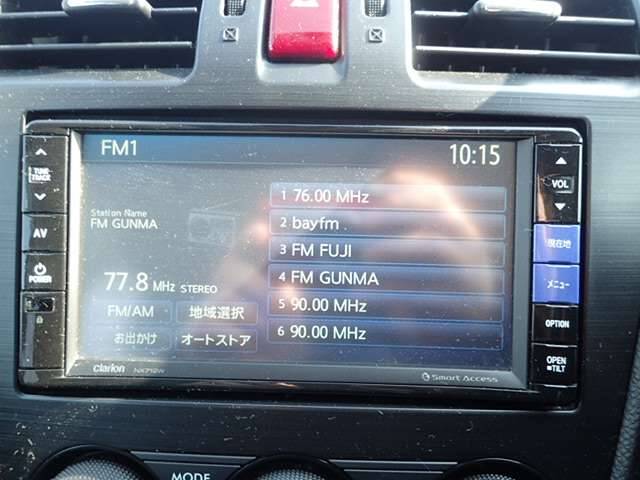 FM1
10:15
TUNE
TRACK
AV
POWER
Station Name
FM GUNMA
77.8 MHz STEREO
FM/AM
地域選択
お出かけ
オートストア
1 76.00 MHz
2 bayfm
3 FM FUJI
4 FM GUNMA
5 90.00 MHz
6 90.00 MHz
VOL
現在地
メニュー
OPTION
OPEN
TILT
clarion
NX712W
Smart Access
MODE